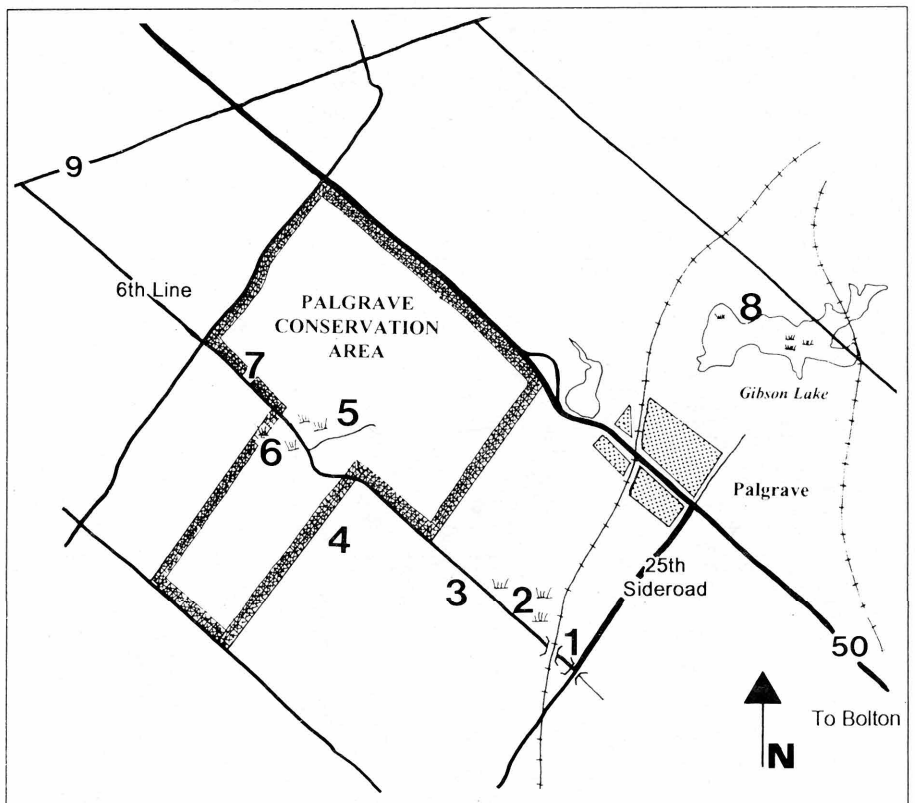 9
6th Line
PALGRAVE
CONSERVATION
AREA
8
Gibson Lake
7
5
6
Palgrave
4
25th
Sideroad
3
2
1
50
To Bolton
N